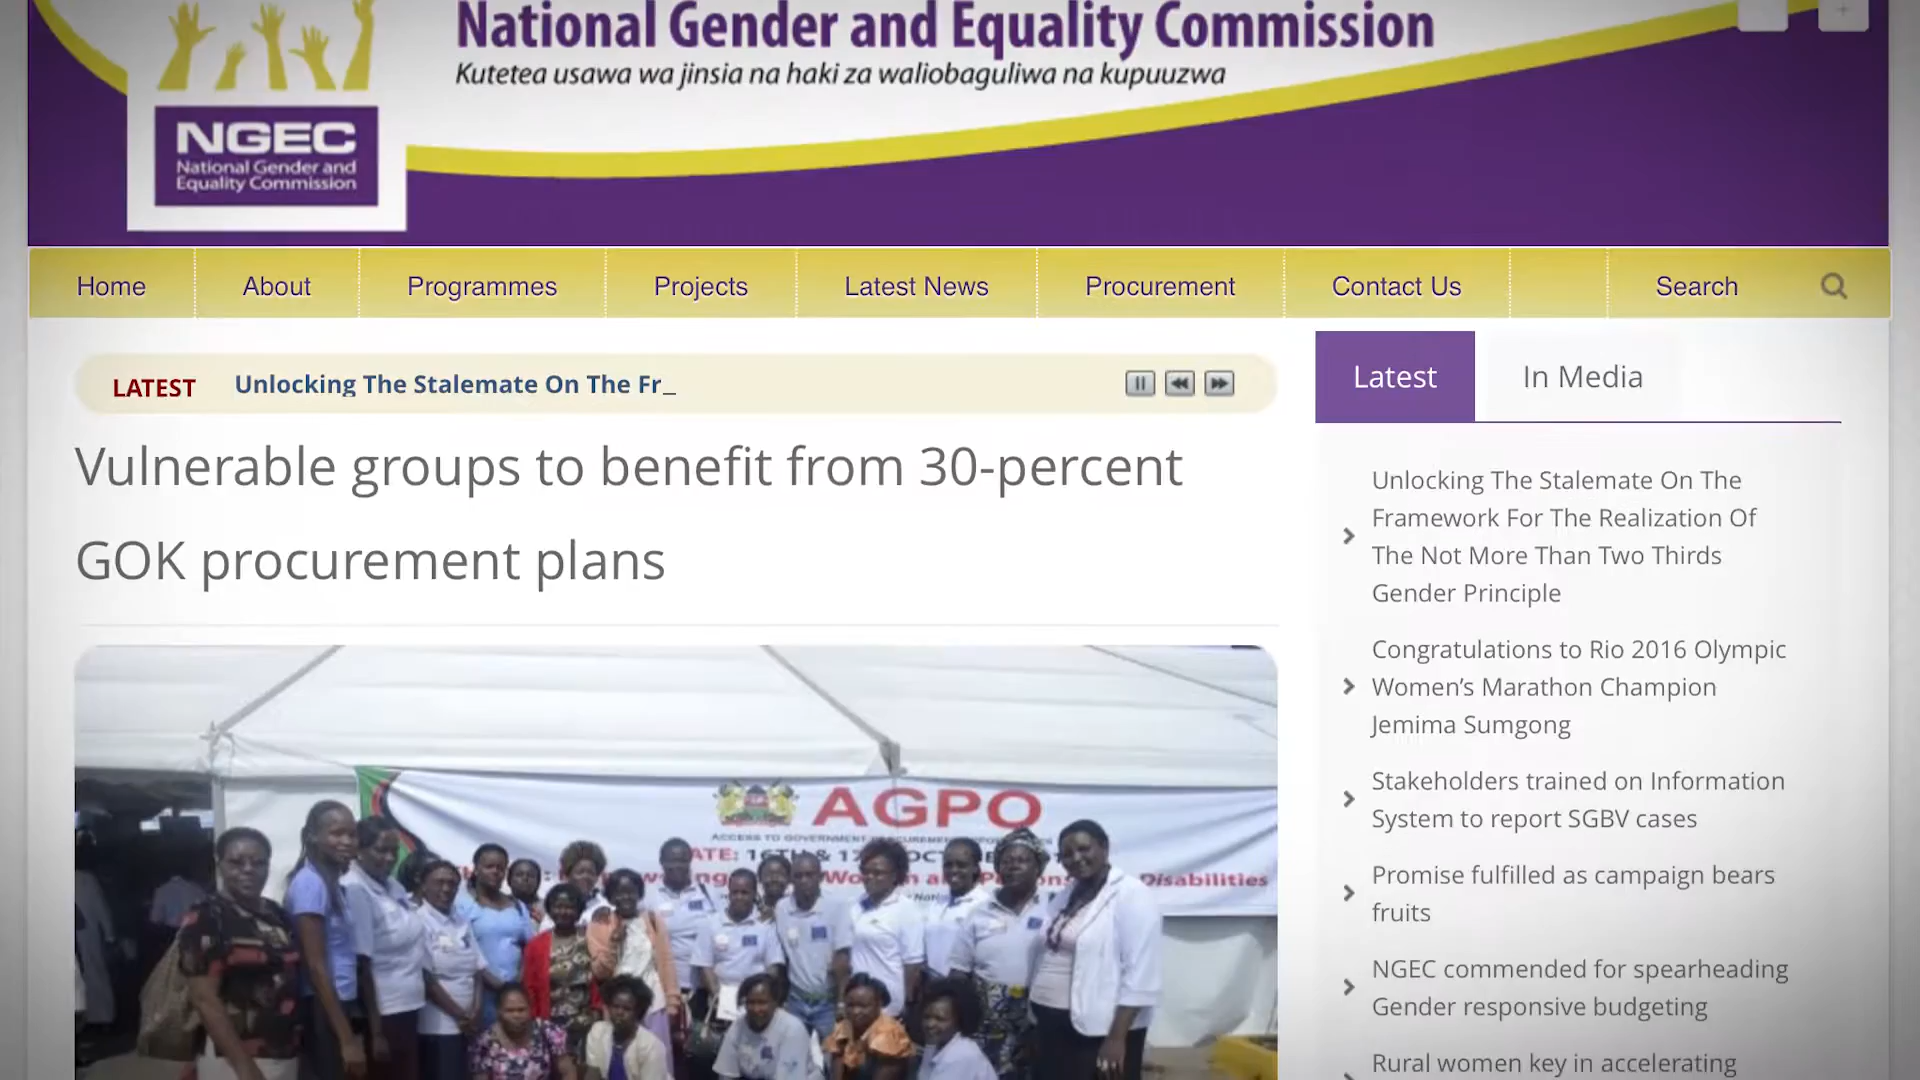 National Gender and Equality Commission
Kutetea usawa wa jinsia na haki za waliobaguliwa na kupuuzwa
NGEC
National Gender and
Equality Commission
Home
About
Programmes
Projects
Latest News
Procurement
Contact Us
Search
LATEST
Unlocking The Stalemate On The Fr_
Vulnerable groups to benefit from 30-percent
GOK procurement plans
AGPO
ACCESS TO GOVERNMENT
Disabilities
Latest
In Media
Unlocking The Stalemate On The
Framework For The Realization Of
The Not More Than Two Thirds
Gender Principle
Congratulations to Rio 2016 Olympic
Women’s Marathon Champion
Jemima Sumgong
Stakeholders trained on Information
System to report SGBV cases
Promise fulfilled as campaign bears
fruits
NGEC commended for spearheading
Gender responsive budgeting
Rural women key in accelerating